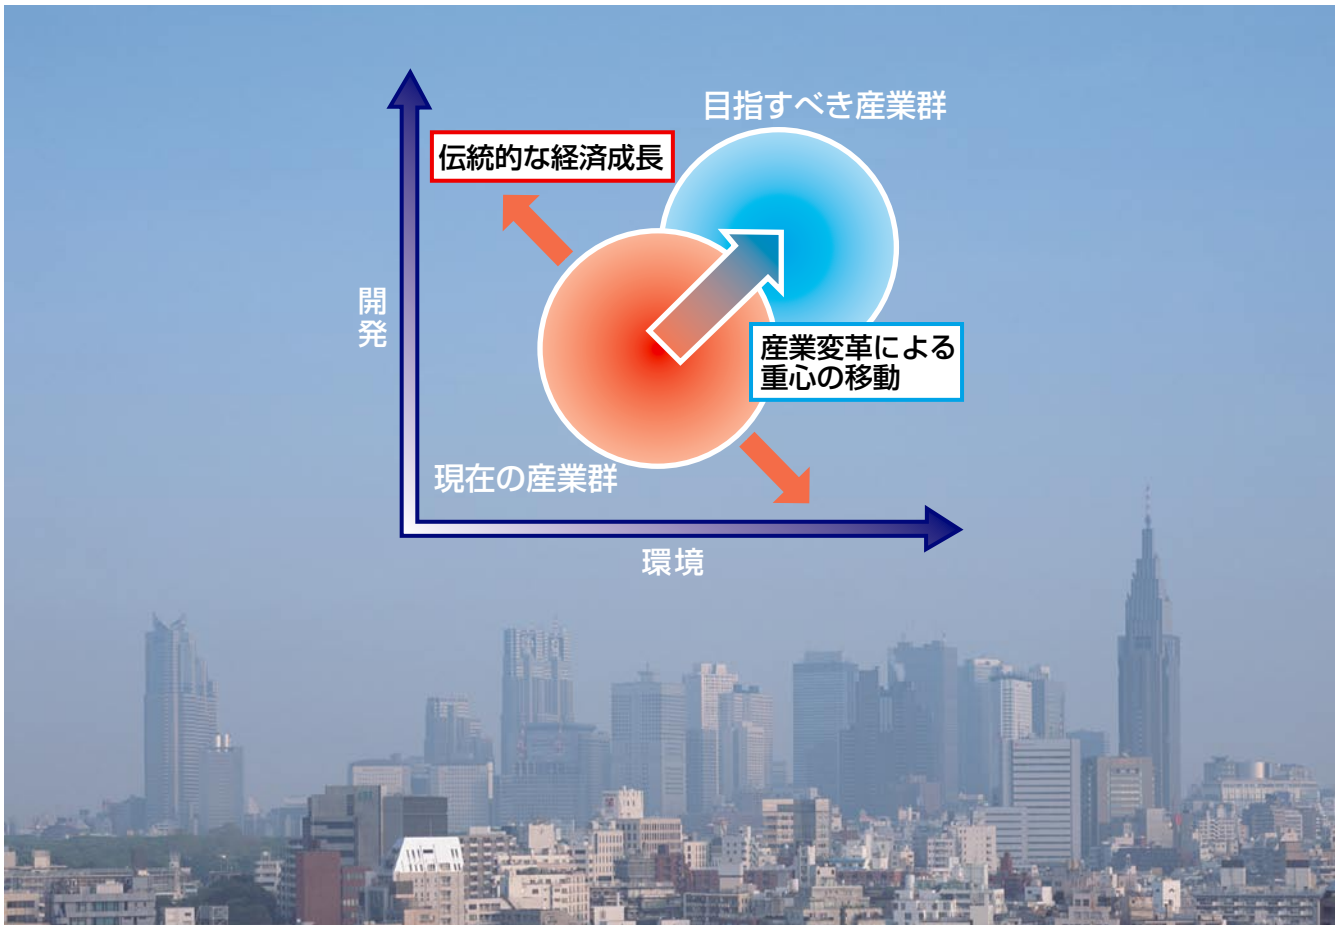 目指すべき産業群
伝統的な経済成長
開発
産業変革による
重心の移動
現在の産業群
環境